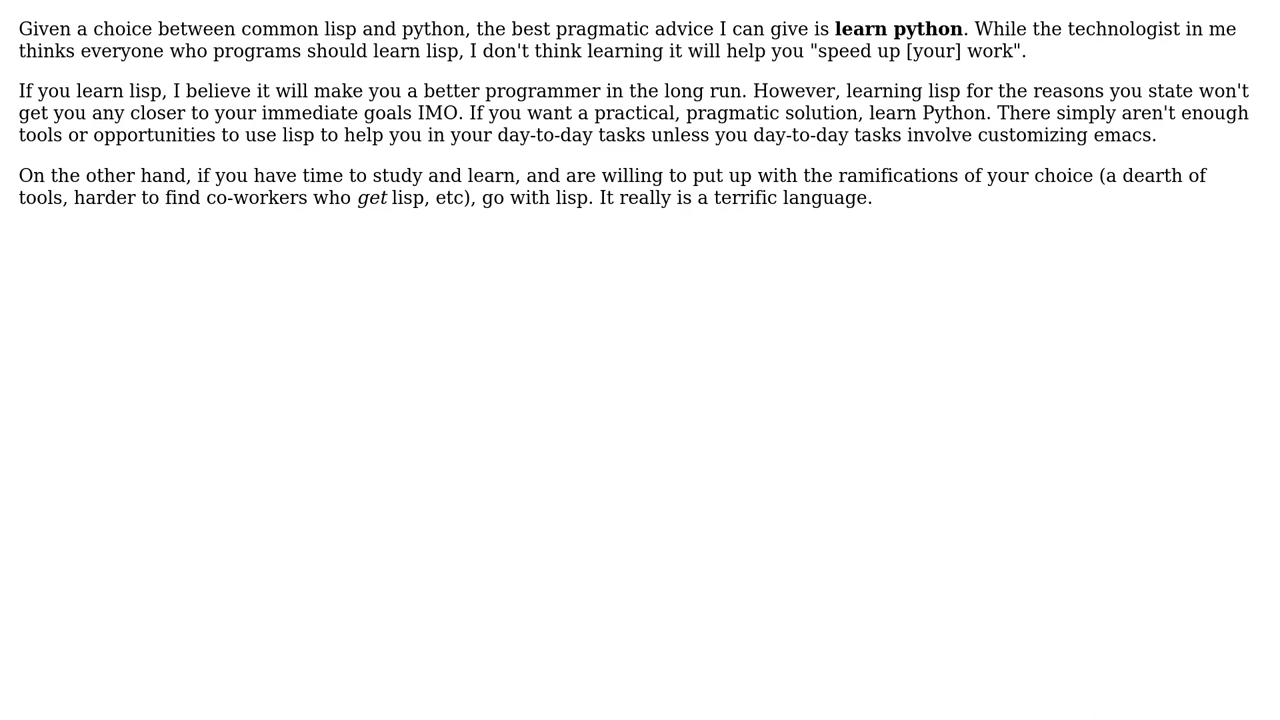 Given a choice between common lisp and python, the best pragmatic advice I can give is learn python. While the technologist in me
thinks everyone who programs should learn lisp, I don't think learning it will help you "speed up [your] work".
If you learn lisp, I believe it will make you a better programmer in the long run. However, learning lisp for the reasons you state won't
get you any closer to your immediate goals IMO. If you want a practical, pragmatic solution, learn Python. There simply aren't enough
tools or opportunities to use lisp to help you in your day-to-day tasks unless you day-to-day tasks involve customizing emacs.
On the other hand, if you have time to study and learn, and are willing to put up with the ramifications of your choice (a dearth of
tools, harder to find co-workers who get lisp, etc), go with lisp. It really is a terrific language.